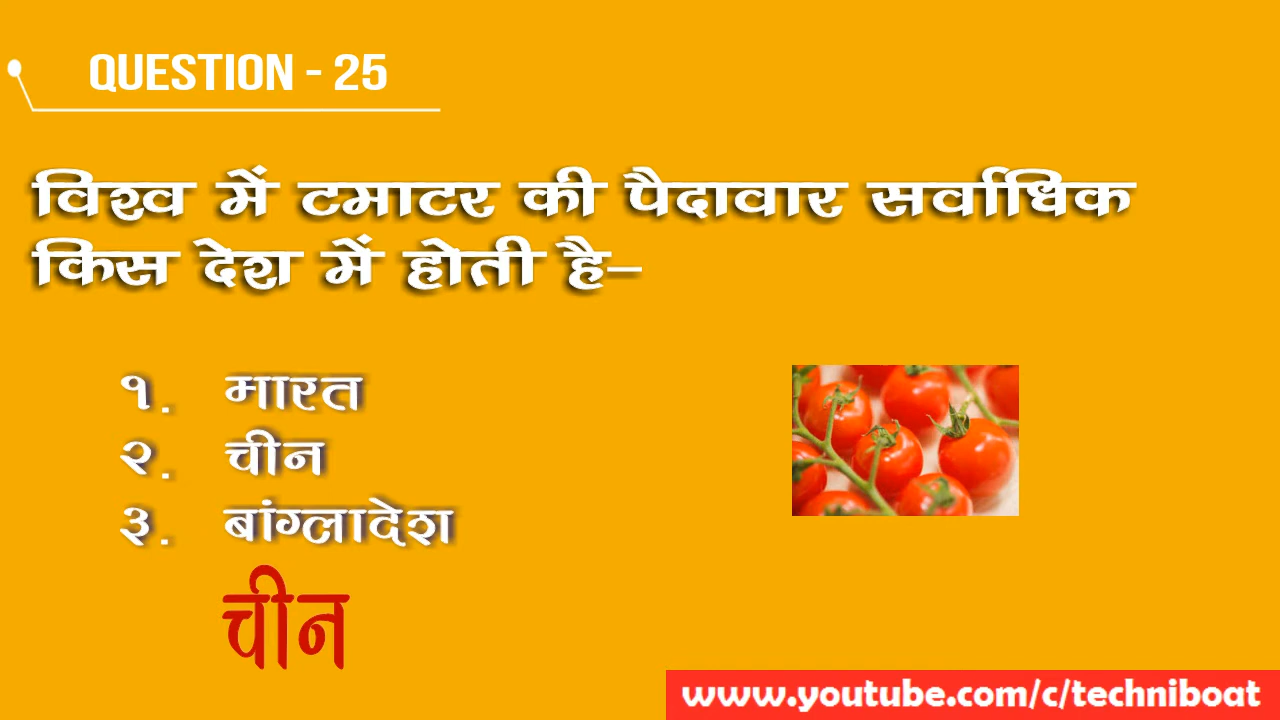 QUESTION - 25
विश्व में टमाटर की पैदावार सर्वाधिक
किस देश में होती है–
१. भारत
२. चीन
३. बांग्लादेश
चीन
www.youtube.com/c/techniboat